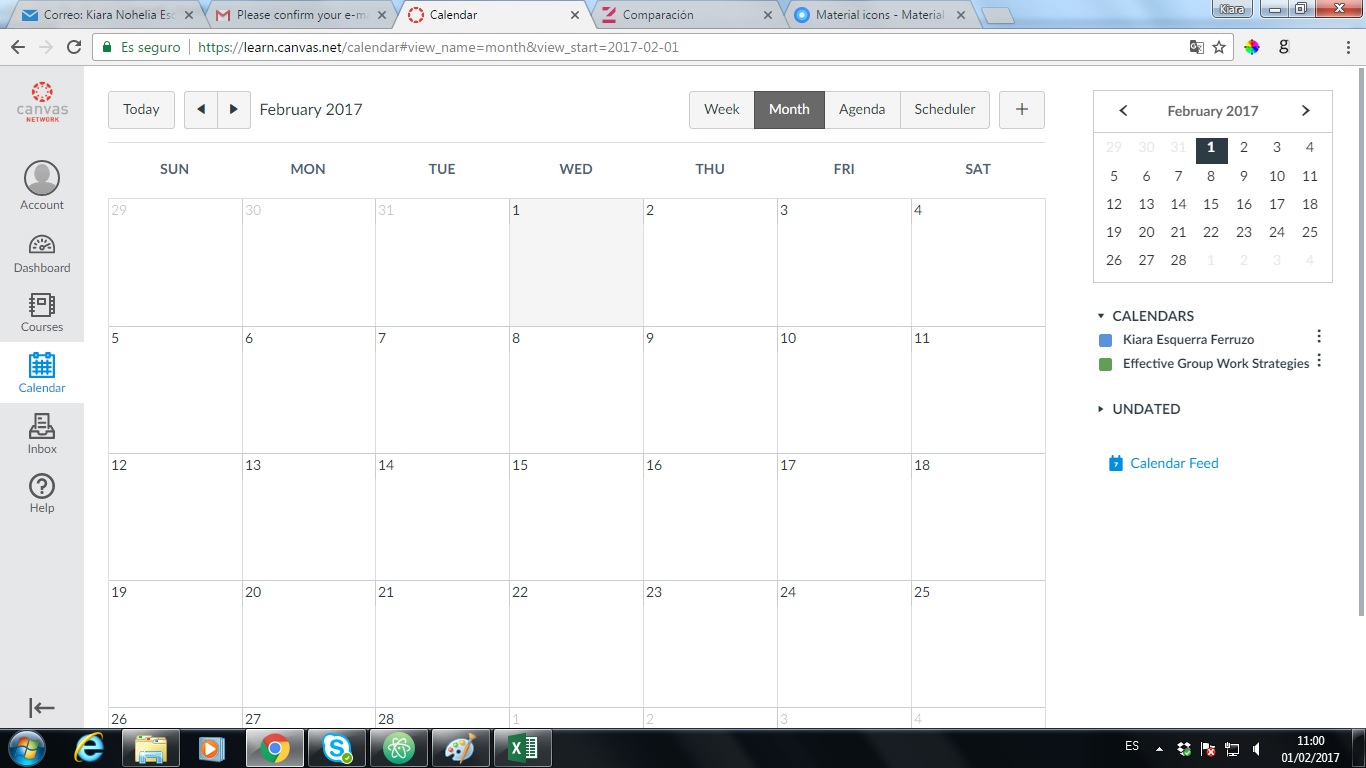 Correo: Kiara Nohelia Esc
Please confirm your e-ma
Calendar
Comparación
Material icons - Material
Kiara
Es seguro
https://learn.canvas.net/calendar#view_name=month&view_start=2017-02-01
g
canvas
NETWORK
Account
Dashboard
Courses
Calendar
Inbox
Help
Today
February 2017
Week
Month
Agenda
Scheduler
+
SUN MON TUE WED THU FRI SAT
29 30 31 1 2 3 4
5 6 7 8 9 10 11
12 13 14 15 16 17 18
19 20 21 22 23 24 25
26 27 28 1 2 3 4
February 2017
29 30 31 1 2 3 4
5 6 7 8 9 10 11
12 13 14 15 16 17 18
19 20 21 22 23 24 25
26 27 28 1 2 3 4
CALENDARS
Kiara Esquerra Ferruzo
Effective Group Work Strategies
UNDATED
Calendar Feed
ES
11:00
01/02/2017